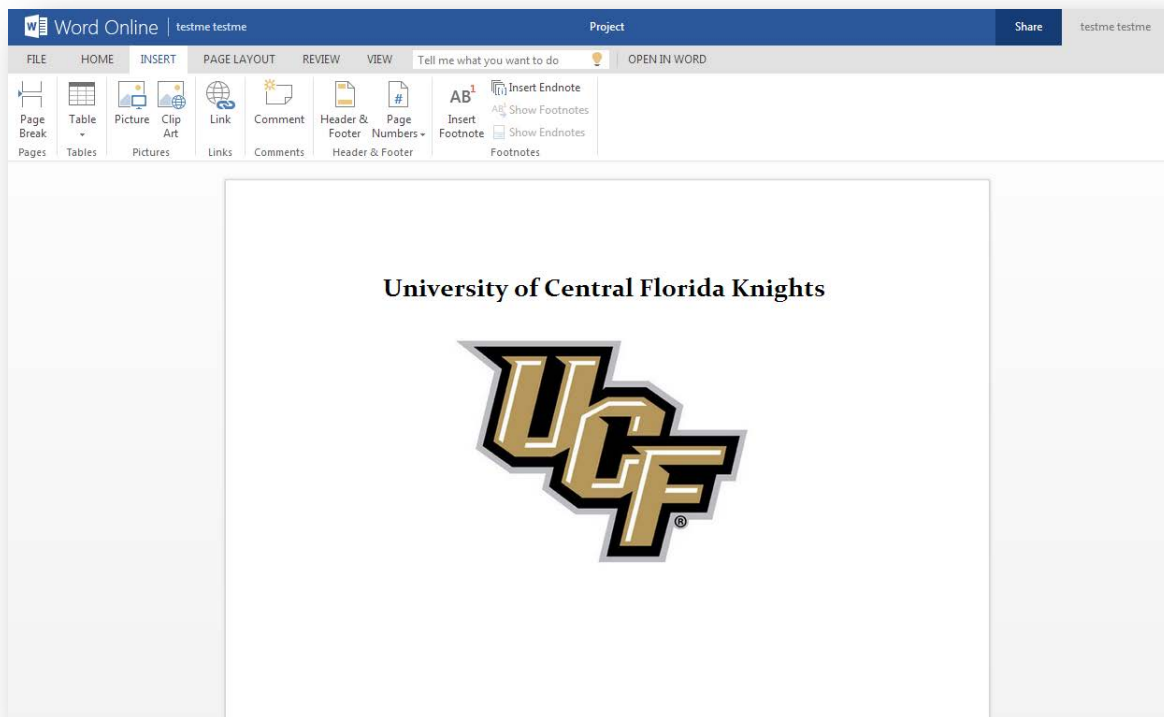 Word Online | testme testme Project Share testme testme
FILE HOME INSERT PAGE LAYOUT REVIEW VIEW Tell me what you want to do OPEN IN WORD
Page Break Table Picture Clip Art Link Comment Header & Footer Page Numbers AB1 Insert Footnote Insert Endnote
AB Show Footnotes
Show Endnotes
Pages Tables Pictures Links Comments Header & Footer Footnotes
University of Central Florida Knights
UCF ®